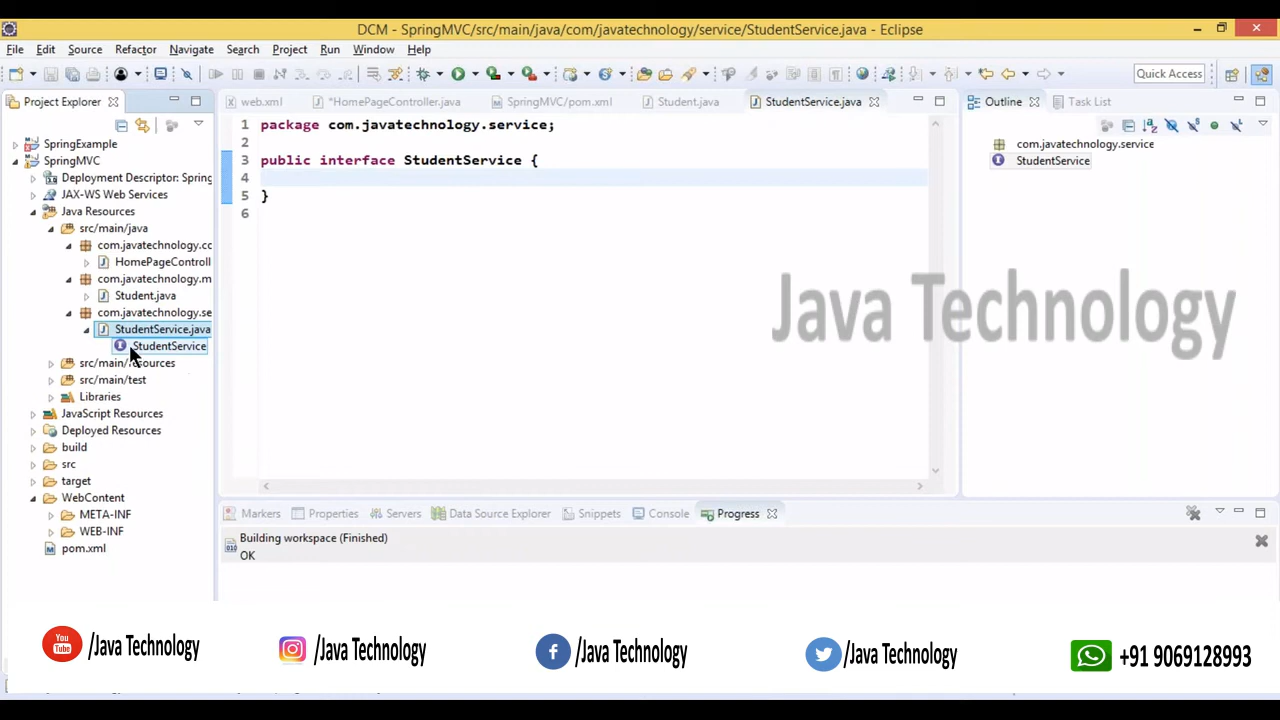 DCM - SpringMVC/src/main/java/com/javatechnology/service/StudentService.java - Eclipse
File Edit Source Refactor Navigate Search Project Run Window Help
Quick Access
Project Explorer
web.xml
*HomePageController.java
SpringMVC/pom.xml
Student.java
StudentService.java
Outline
Task List
SpringExample
SpringMVC
Deployment Descriptor: Spring
JAX-WS Web Services
Java Resources
src/main/java
com.javatechnology.cc
HomePageControll
com.javatechnology.m
Student.java
com.javatechnology.se
StudentService.java
StudentService
src/main/resources
src/main/test
Libraries
JavaScript Resources
Deployed Resources
build
src
target
WebContent
META-INF
WEB-INF
pom.xml
1 package com.javatechnology.service;
2
3 public interface StudentService {
4
5 }
6
com.javatechnology.service
StudentService
Java Technology
Markers
Properties
Servers
Data Source Explorer
Snippets
Console
Progress
Building workspace (Finished)
OK
You Tube /Java Technology
/Java Technology
/Java Technology
/Java Technology
+91 9069128993